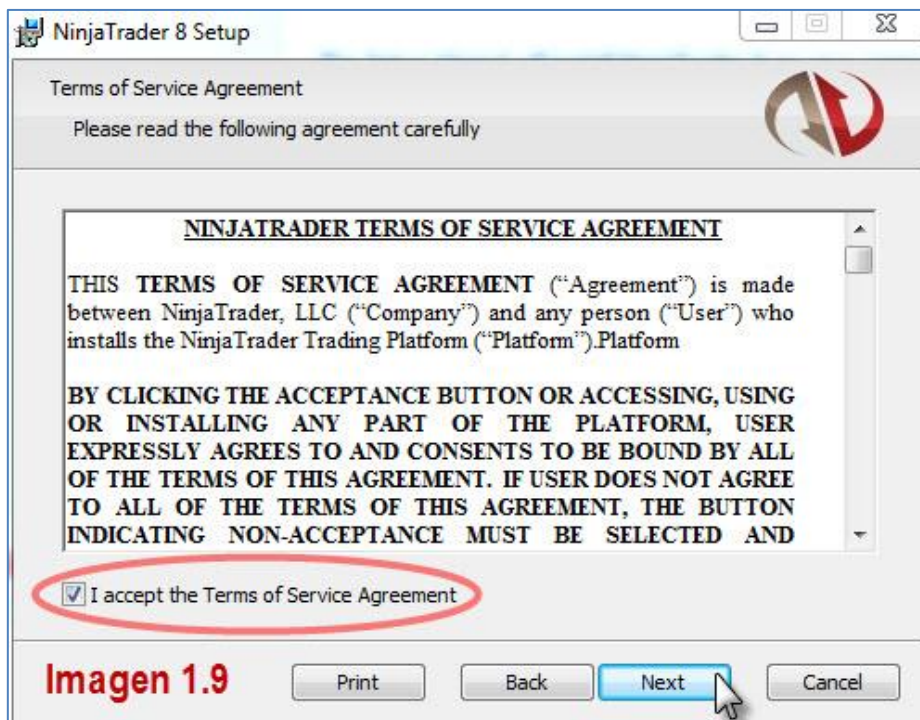 NinjaTrader 8 Setup
Terms of Service Agreement
Please read the following agreement carefully
NINJATRADER TERMS OF SERVICE AGREEMENT
THIS TERMS OF SERVICE AGREEMENT (“Agreement”) is made
between NinjaTrader, LLC (“Company”) and any person (“User”) who
installs the NinjaTrader Trading Platform (“Platform”).Platform
BY CLICKING THE ACCEPTANCE BUTTON OR ACCESSING, USING
OR INSTALLING ANY PART OF THE PLATFORM, USER
EXPRESSLY AGREES TO AND CONSENTS TO BE BOUND BY ALL
OF THE TERMS OF THIS AGREEMENT. IF USER DOES NOT AGREE
TO ALL OF THE TERMS OF THIS AGREEMENT, THE BUTTON
INDICATING NON-ACCEPTANCE MUST BE SELECTED AND
I accept the Terms of Service Agreement
Imagen 1.9
Print
Back
Next
Cancel